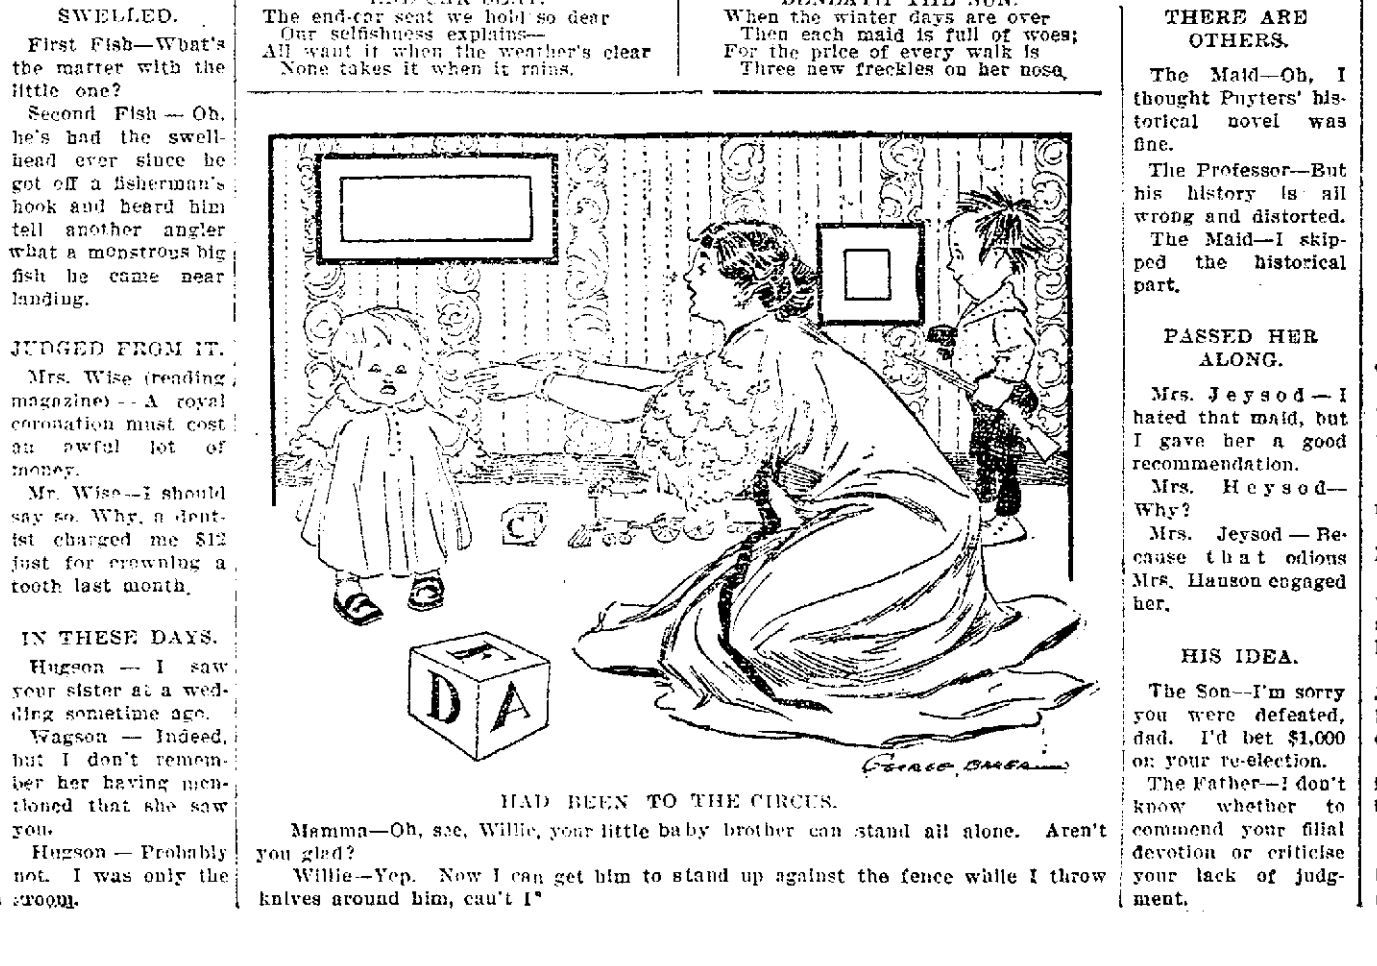 SWELLED.
First Fish—What's
the matter with the
little one?
Second Fish — Oh,
he's had the swell-
head ever since he
got off a fisherman's
hook and heard him
tell another angler
what a monstrous big
fish he came near
landing.
JUDGED FROM IT.
Mrs. Wise (reading
magazine) -- A royal
coronation must cost
an awful lot of
money.
Mr. Wise—I should
say so. Why, a dent-
ist charged me $12
just for crowning a
tooth last month.
IN THESE DAYS.
Hugson — I saw
your sister at a wed-
ding sometime ago.
Wagson — Indeed,
but I don't remem-
ber her having men-
tioned that she saw
you.
Hugson — Probably
not. I was only the
groom.
The end-car seat we hold so dear
Our selfishness explains—
All want it when the weather's clear
None takes it when it rains.
BENEATH THE SUN.
When the winter days are over
Then each maid is full of woes;
For the price of every walk is
Three new freckles on her nose.
C
F
D A
GEORGE BAKER
HAD BEEN TO THE CIRCUS.
Mamma—Oh, see, Willie, your little baby brother can stand all alone. Aren't
you glad?
Willie—Yep. Now I can get him to stand up against the fence while I throw
knives around him, can't I"
THERE ARE
OTHERS.
The Maid—Oh, I
thought Puyters' his-
torical novel was
fine.
The Professor—But
his history is all
wrong and distorted.
The Maid—I skip-
ped the historical
part.
PASSED HER
ALONG.
Mrs. Jeysod — I
hated that maid, but
I gave her a good
recommendation.
Mrs. Heysod—
Why?
Mrs. Jeysod — Be-
cause that odious
Mrs. Hanson engaged
her.
HIS IDEA.
The Son—I'm sorry
you were defeated,
dad. I'd bet $1,000
on your re-election.
The Father—I don't
know whether to
commend your filial
devotion or criticise
your lack of judg-
ment.